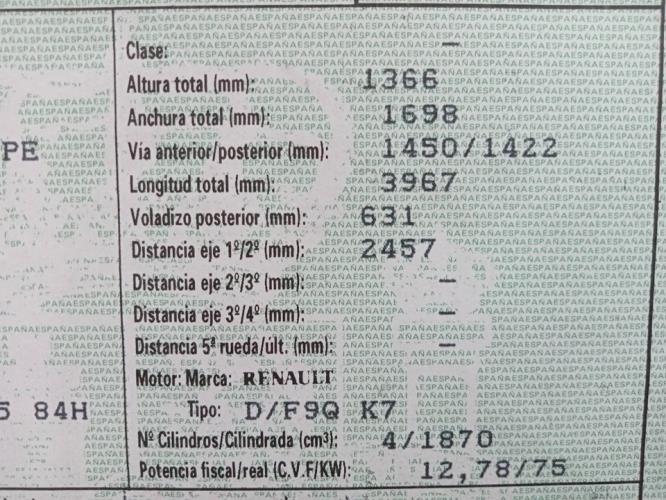 Clase: –
Altura total (mm): 1366
Anchura total (mm): 1698
PE Vía anterior/posterior (mm): 1450/1422
Longitud total (mm): 3967
Voladizo posterior (mm): 631
Distancia eje 1º/2º (mm): 2457
Distancia eje 2º/3º (mm): –
Distancia eje 3º/4º (mm): –
Distancia 5ª rueda/últ. (mm): –
Motor: Marca: RENAULT
5 84H Tipo: D/F9Q K7
Nº Cilindros/Cilindrada (cm³): 4/1870
Potencia fiscal/real (C.V.F/KW): 12,78/75